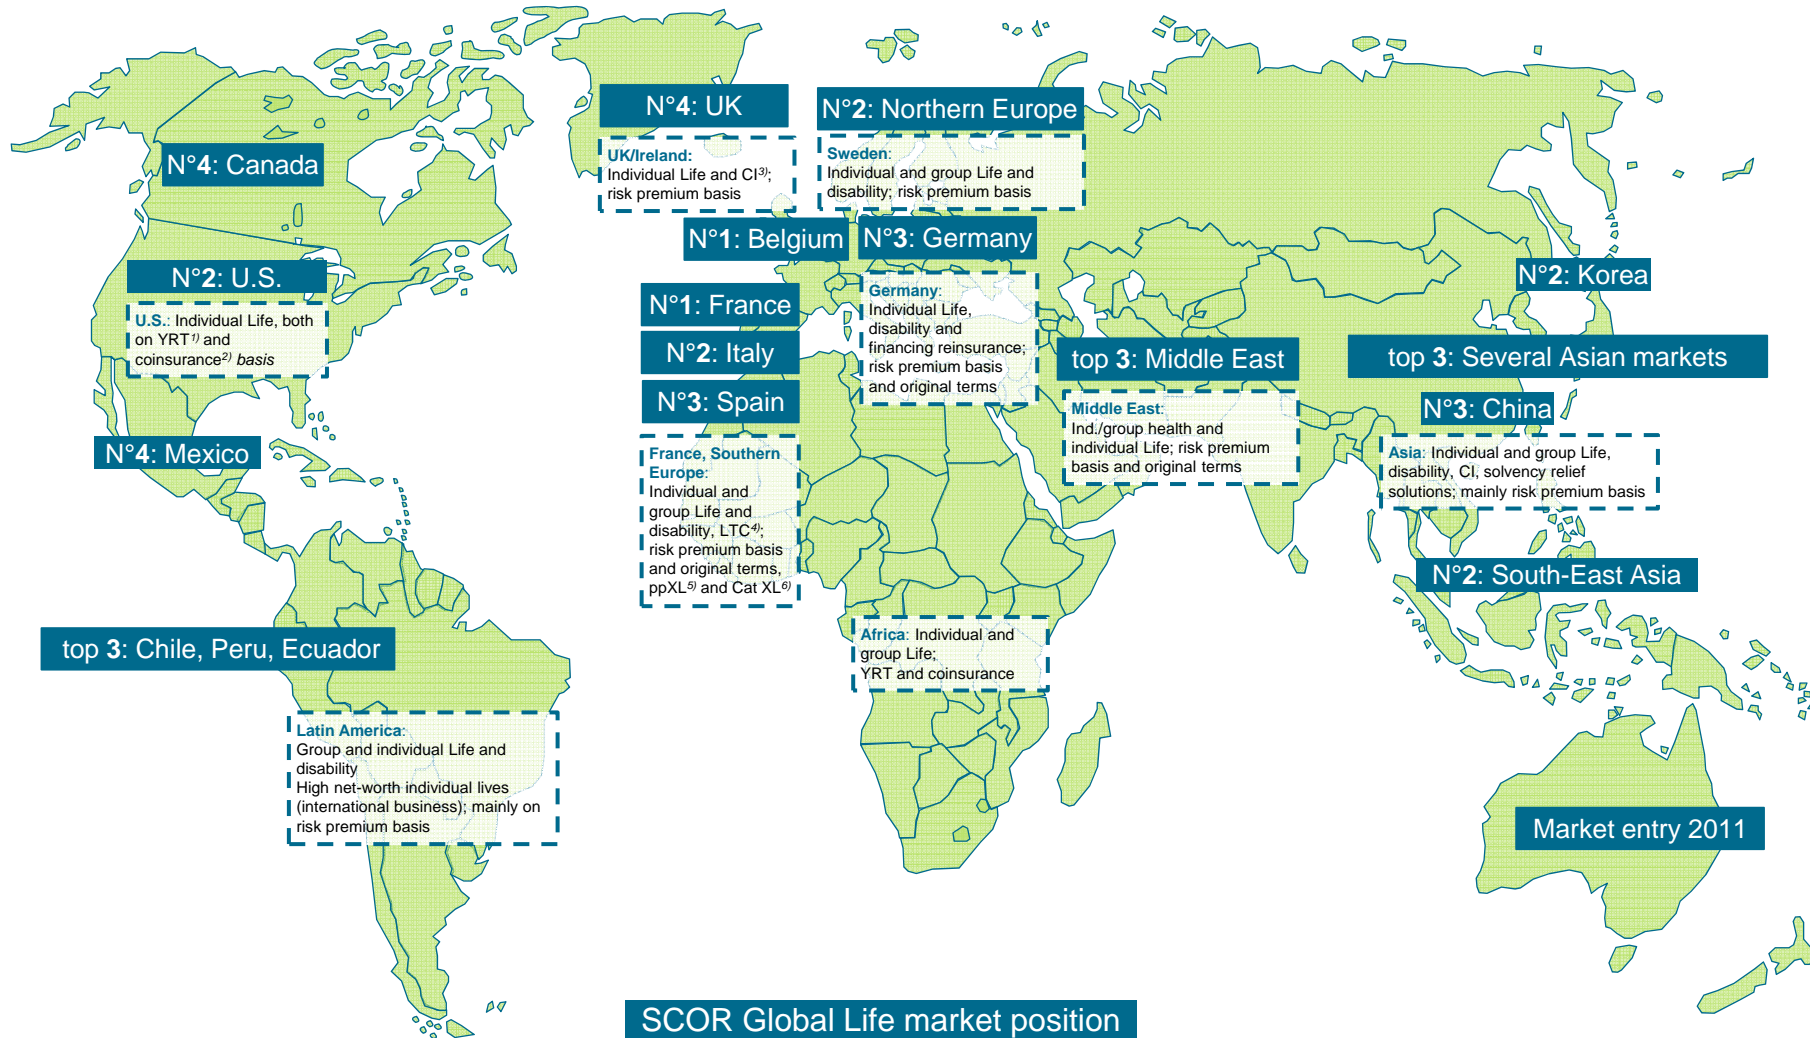 N°4: UK
N°2: Northern Europe
N°4: Canada
UK/Ireland:
Individual Life and CI3);
risk premium basis
Sweden:
Individual and group Life and
disability; risk premium basis
N°1: Belgium
N°3: Germany
N°2: U.S.
N°2: Korea
U.S.: Individual Life, both
on YRT1) and
coinsurance2) basis
N°1: France
N°2: Italy
N°3: Spain
Germany:
Individual Life,
disability and
financing reinsurance;
risk premium basis
and original terms
top 3: Middle East
top 3: Several Asian markets
N°3: China
Middle East:
Ind./group health and
individual Life; risk premium
basis and original terms
Asia: Individual and group Life,
disability, CI, solvency relief
solutions; mainly risk premium basis
N°4: Mexico
France, Southern
Europe:
Individual and
group Life and
disability, LTC4);
risk premium basis
and original terms,
ppXL5) and Cat XL6)
N°2: South-East Asia
top 3: Chile, Peru, Ecuador
Africa: Individual and
group Life;
YRT and coinsurance
Latin America:
Group and individual Life and
disability
High net-worth individual lives
(international business); mainly on
risk premium basis
Market entry 2011
SCOR Global Life market position